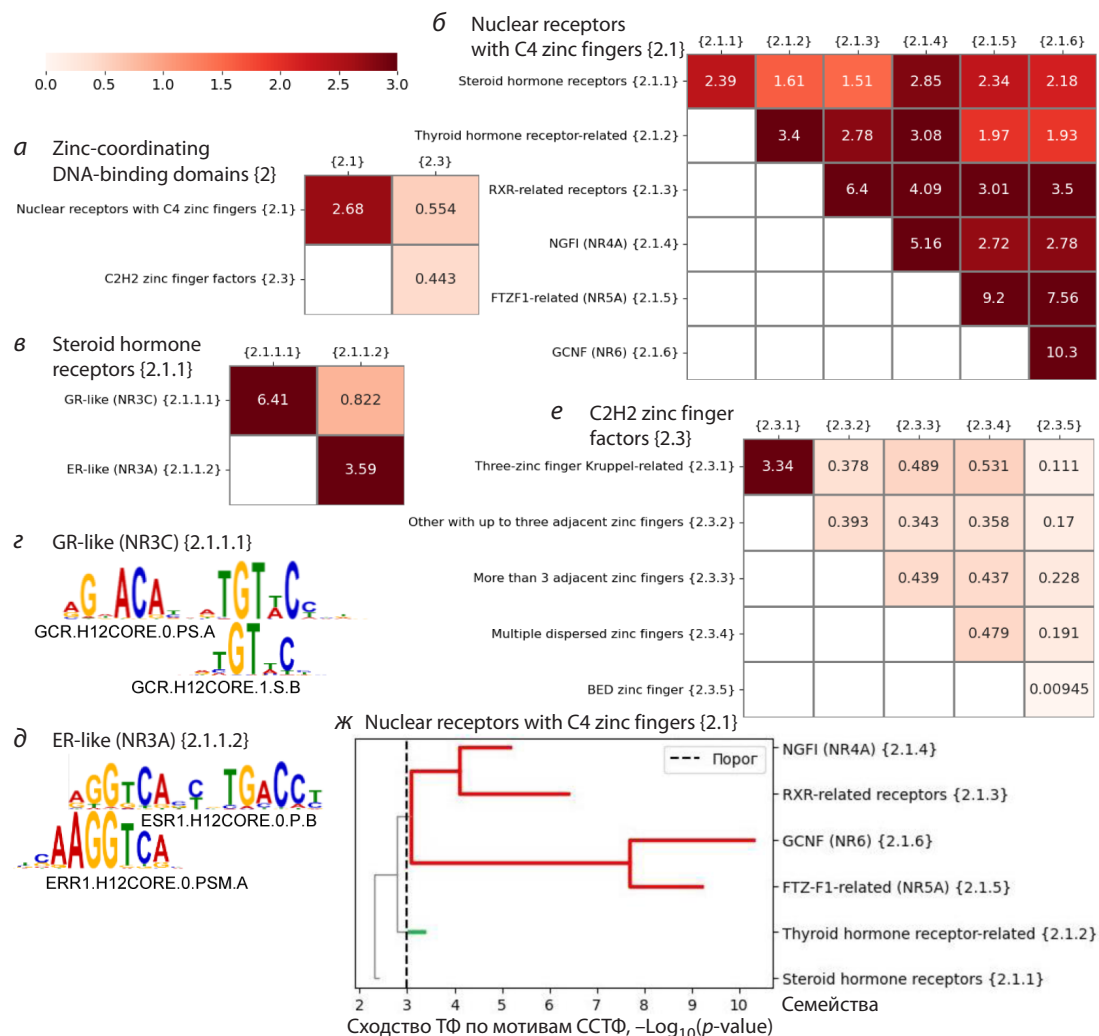 0.0 0.5 1.0 1.5 2.0 2.5 3.0
а Zinc-coordinating
DNA-binding domains {2}
{2.1} {2.3}
Nuclear receptors with C4 zinc fingers {2.1} 2.68 0.554
C2H2 zinc finger factors {2.3} 0.443
б Nuclear receptors
with C4 zinc fingers {2.1}
{2.1.1} {2.1.2} {2.1.3} {2.1.4} {2.1.5} {2.1.6}
Steroid hormone receptors {2.1.1} 2.39 1.61 1.51 2.85 2.34 2.18
Thyroid hormone receptor-related {2.1.2} 3.4 2.78 3.08 1.97 1.93
RXR-related receptors {2.1.3} 6.4 4.09 3.01 3.5
NGFI (NR4A) {2.1.4} 5.16 2.72 2.78
FTZF1-related (NR5A) {2.1.5} 9.2 7.56
GCNF (NR6) {2.1.6} 10.3
в Steroid hormone
receptors {2.1.1}
{2.1.1.1} {2.1.1.2}
GR-like (NR3C) {2.1.1.1} 6.41 0.822
ER-like (NR3A) {2.1.1.2} 3.59
г GR-like (NR3C) {2.1.1.1}
GCR.H12CORE.0.PS.A
GCR.H12CORE.1.S.B
д ER-like (NR3A) {2.1.1.2}
ESR1.H12CORE.0.P.B
ERR1.H12CORE.0.PSM.A
е C2H2 zinc finger
factors {2.3}
{2.3.1} {2.3.2} {2.3.3} {2.3.4} {2.3.5}
Three-zinc finger Kruppel-related {2.3.1} 3.34 0.378 0.489 0.531 0.111
Other with up to three adjacent zinc fingers {2.3.2} 0.393 0.343 0.358 0.17
More than 3 adjacent zinc fingers {2.3.3} 0.439 0.437 0.228
Multiple dispersed zinc fingers {2.3.4} 0.479 0.191
BED zinc finger {2.3.5} 0.00945
ж Nuclear receptors with C4 zinc fingers {2.1}
Порог
NGFI (NR4A) {2.1.4}
RXR-related receptors {2.1.3}
GCNF (NR6) {2.1.6}
FTZ-F1-related (NR5A) {2.1.5}
Thyroid hormone receptor-related {2.1.2}
Steroid hormone receptors {2.1.1}
2 3 4 5 6 7 8 9 10
Семейства
Сходство ТФ по мотивам ССТФ, –Log10(p-value)